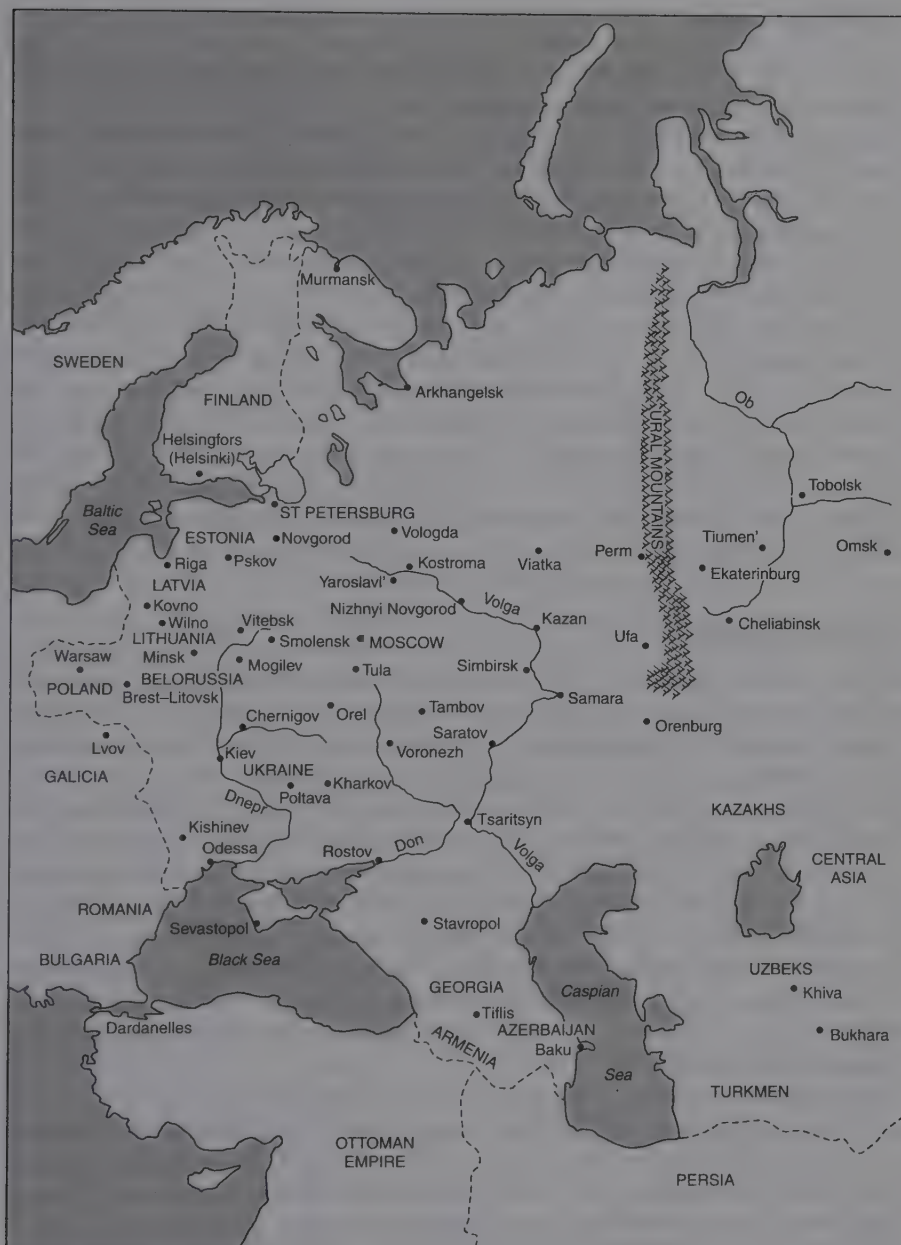 Murmansk
SWEDEN
Arkhangelsk
FINLAND
Ob
URAL MOUNTAINS
Helsingfors
(Helsinki)
Tobolsk
Baltic
Sea
ST PETERSBURG
Vologda
ESTONIA
Novgorod
Tiumen'
Omsk
Riga
Pskov
Kostroma
Viatka
Perm
Ekaterinburg
LATVIA
Yaroslavl'
Kovno
Nizhnyi Novgorod
Volga
Wilno
Vitebsk
Kazan
Cheliabinsk
LITHUANIA
Smolensk
MOSCOW
Ufa
Warsaw
Minsk
Mogilev
Tula
Simbirsk
POLAND
BELORUSSIA
Brest–Litovsk
Samara
Chernigov
Orel
Tambov
Orenburg
Lvov
Saratov
Kiev
Voronezh
GALICIA
UKRAINE
Kharkov
Dnepr
Poltava
KAZAKHS
Kishinev
Tsaritsyn
Odessa
Rostov
Don
Volga
CENTRAL
ASIA
ROMANIA
Sevastopol
Stavropol
BULGARIA
Black Sea
UZBEKS
GEORGIA
Caspian
Khiva
Dardanelles
Tiflis
AZERBAIJAN
Bukhara
ARMENIA
Baku
Sea
TURKMEN
OTTOMAN
EMPIRE
PERSIA